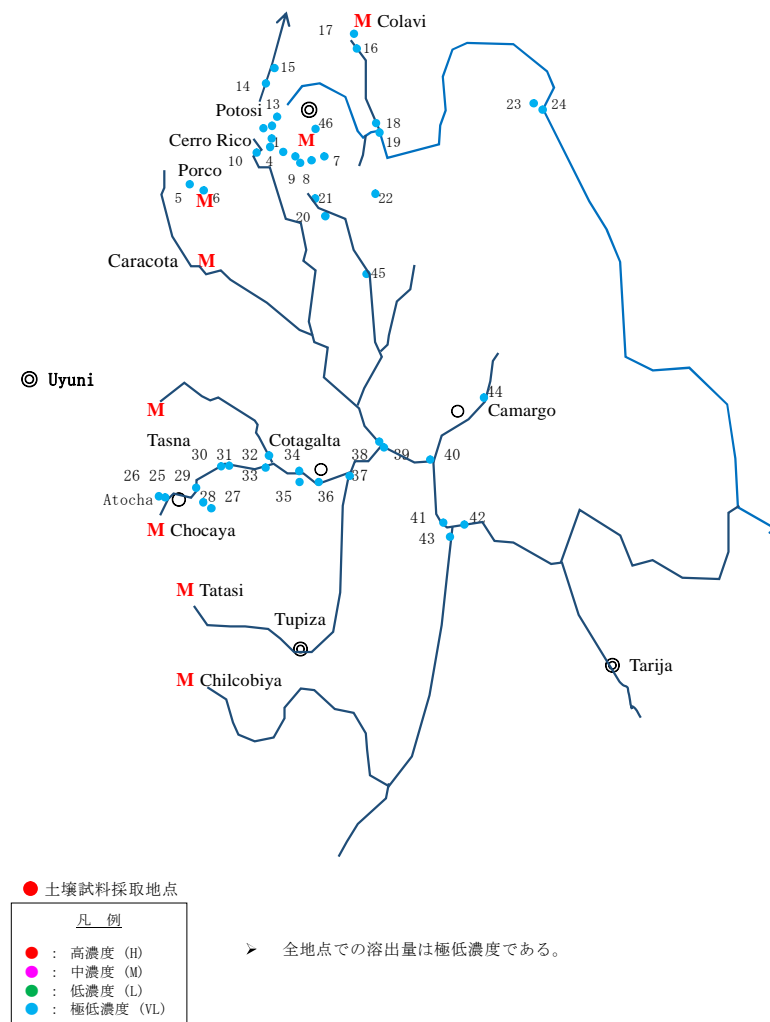 17 M Colavi
16
15
14
13
Potosi
23 24
46
18
Cerro Rico 1 M
19
10 4 7
Porco 9 8
5 M 6 21 22
20
Caracota M
45
Uyuni
44
M Camargo
Tasna Cotagalta
30 31 32 34 38 39 40
26 25 29 33 37
Atocha 28 27 35 36
M Chocaya
41 42
43
M Tatasi
Tupiza
Tarija
M Chilcobiya
土壌試料採取地点
凡 例
: 高濃度 (H)
: 中濃度 (M)
: 低濃度 (L)
: 極低濃度 (VL)
➢ 全地点での溶出量は極低濃度である。